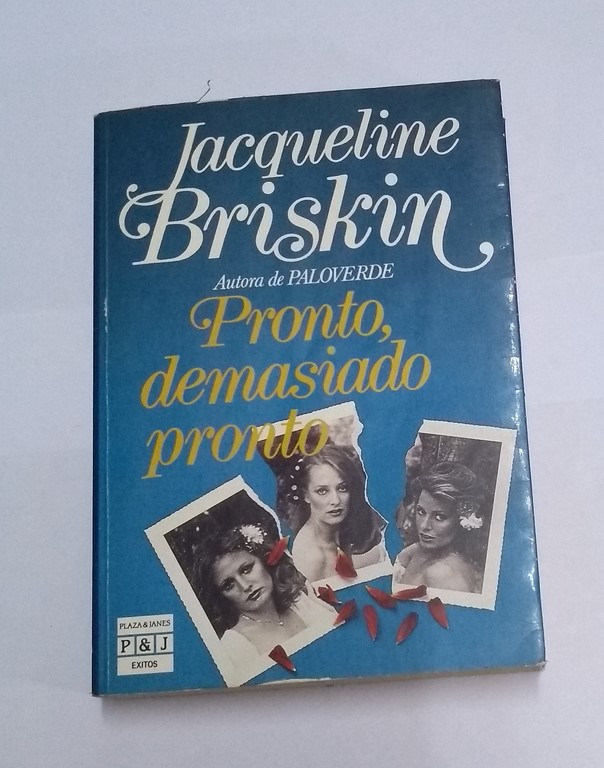 Jacqueline
Briskin
Autora de PALOVERDE
Pronto,
demasiado
pronto
PLAZA & JANES
P & J
EXITOS